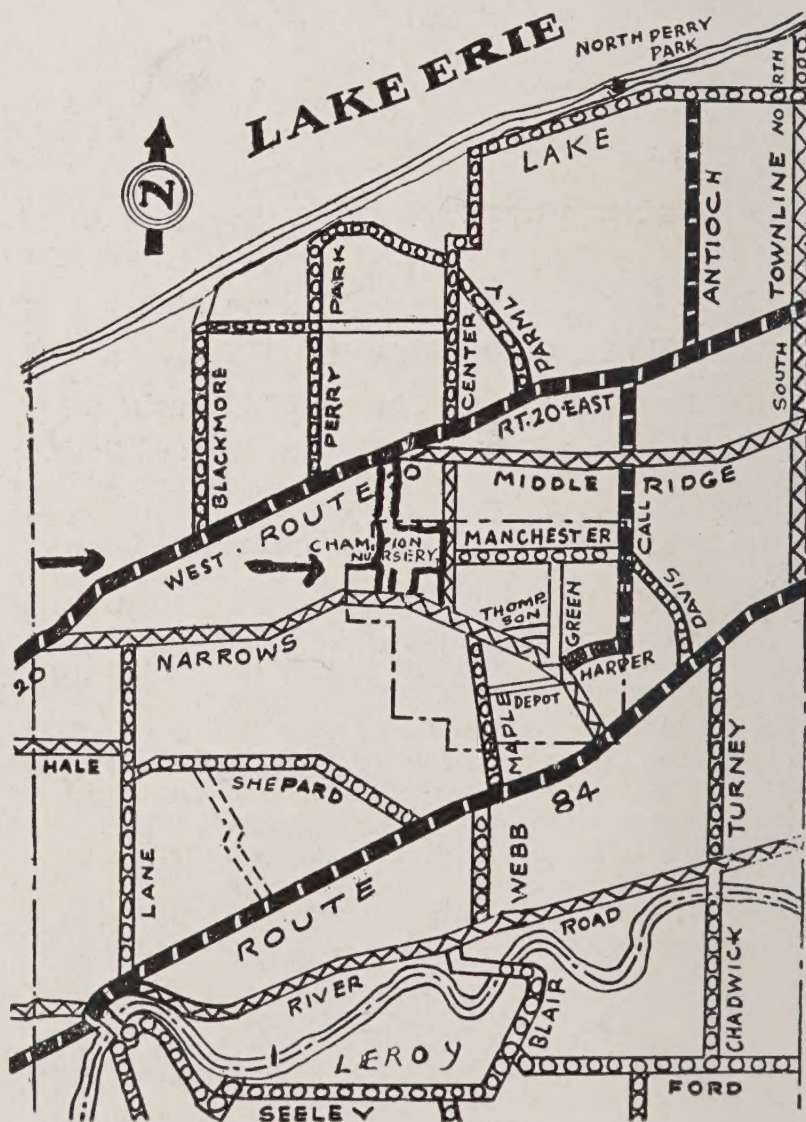 LAKE ERIE
NORTH PERRY
PARK
N
LAKE
ANTIOCH
TOWNLINE NORTH
SOUTH
PARK
PERRY
BLACKMORE
CENTER
PARMLY
RT. 20-EAST
WEST. ROUTE 20
MIDDLE RIDGE
CHAMPION
NURSERY
MANCHESTER
CALL
DAVIS
THOMP
SON
GREEN
HARPER
NARROWS
20
DEPOT
MAPLE
HALE
SHEPARD
84
TURNEY
LANE
WEBB
ROUTE
ROAD
RIVER
BLAIR
CHADWICK
LEROY
FORD
SEELEY